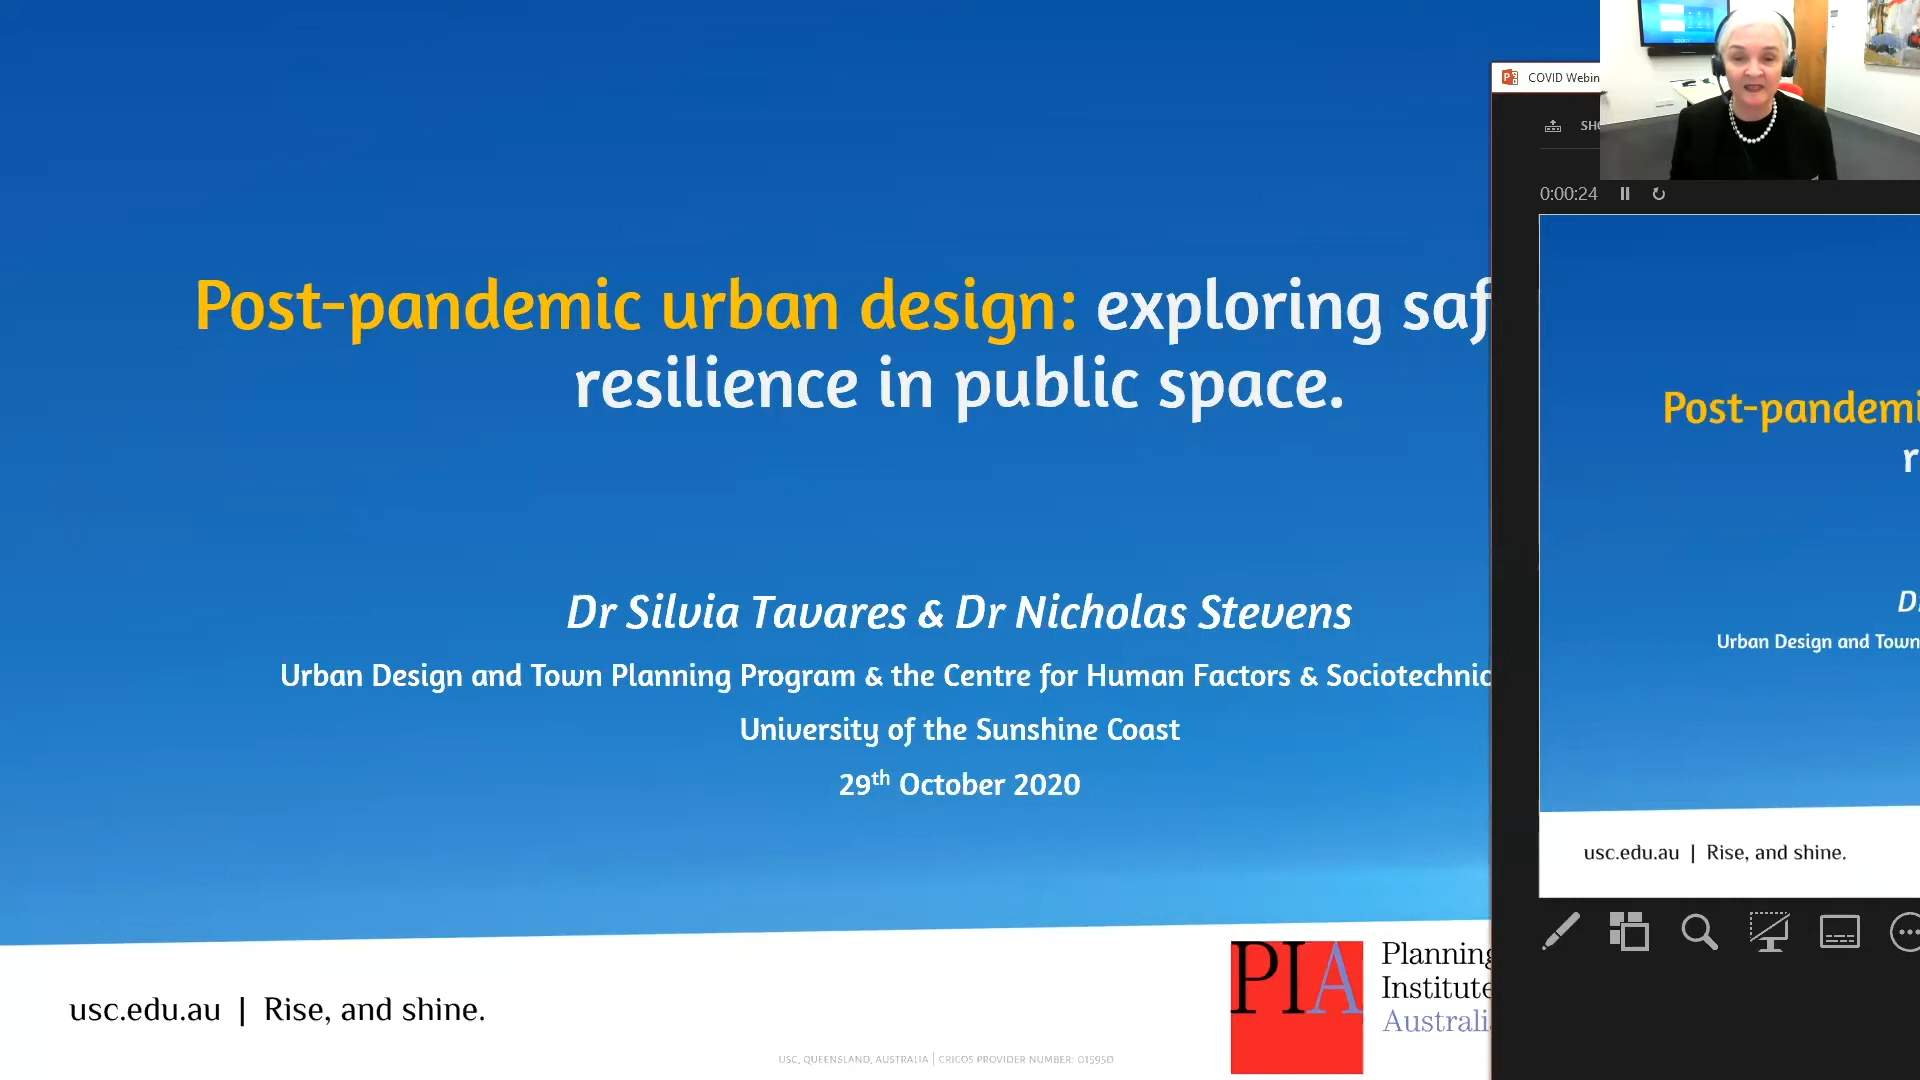 Post-pandemic urban design: exploring saf
resilience in public space.
Dr Silvia Tavares & Dr Nicholas Stevens
Urban Design and Town Planning Program & the Centre for Human Factors & Sociotechnic
University of the Sunshine Coast
29th October 2020
usc.edu.au | Rise, and shine.
PIA
Planning
Institute
Australi
USC, QUEENSLAND, AUSTRALIA | CRICOS PROVIDER NUMBER: 01595D
COVID Webin
SHO
0:00:24
Post-pandemi
r
D
Urban Design and Town
usc.edu.au | Rise, and shine.